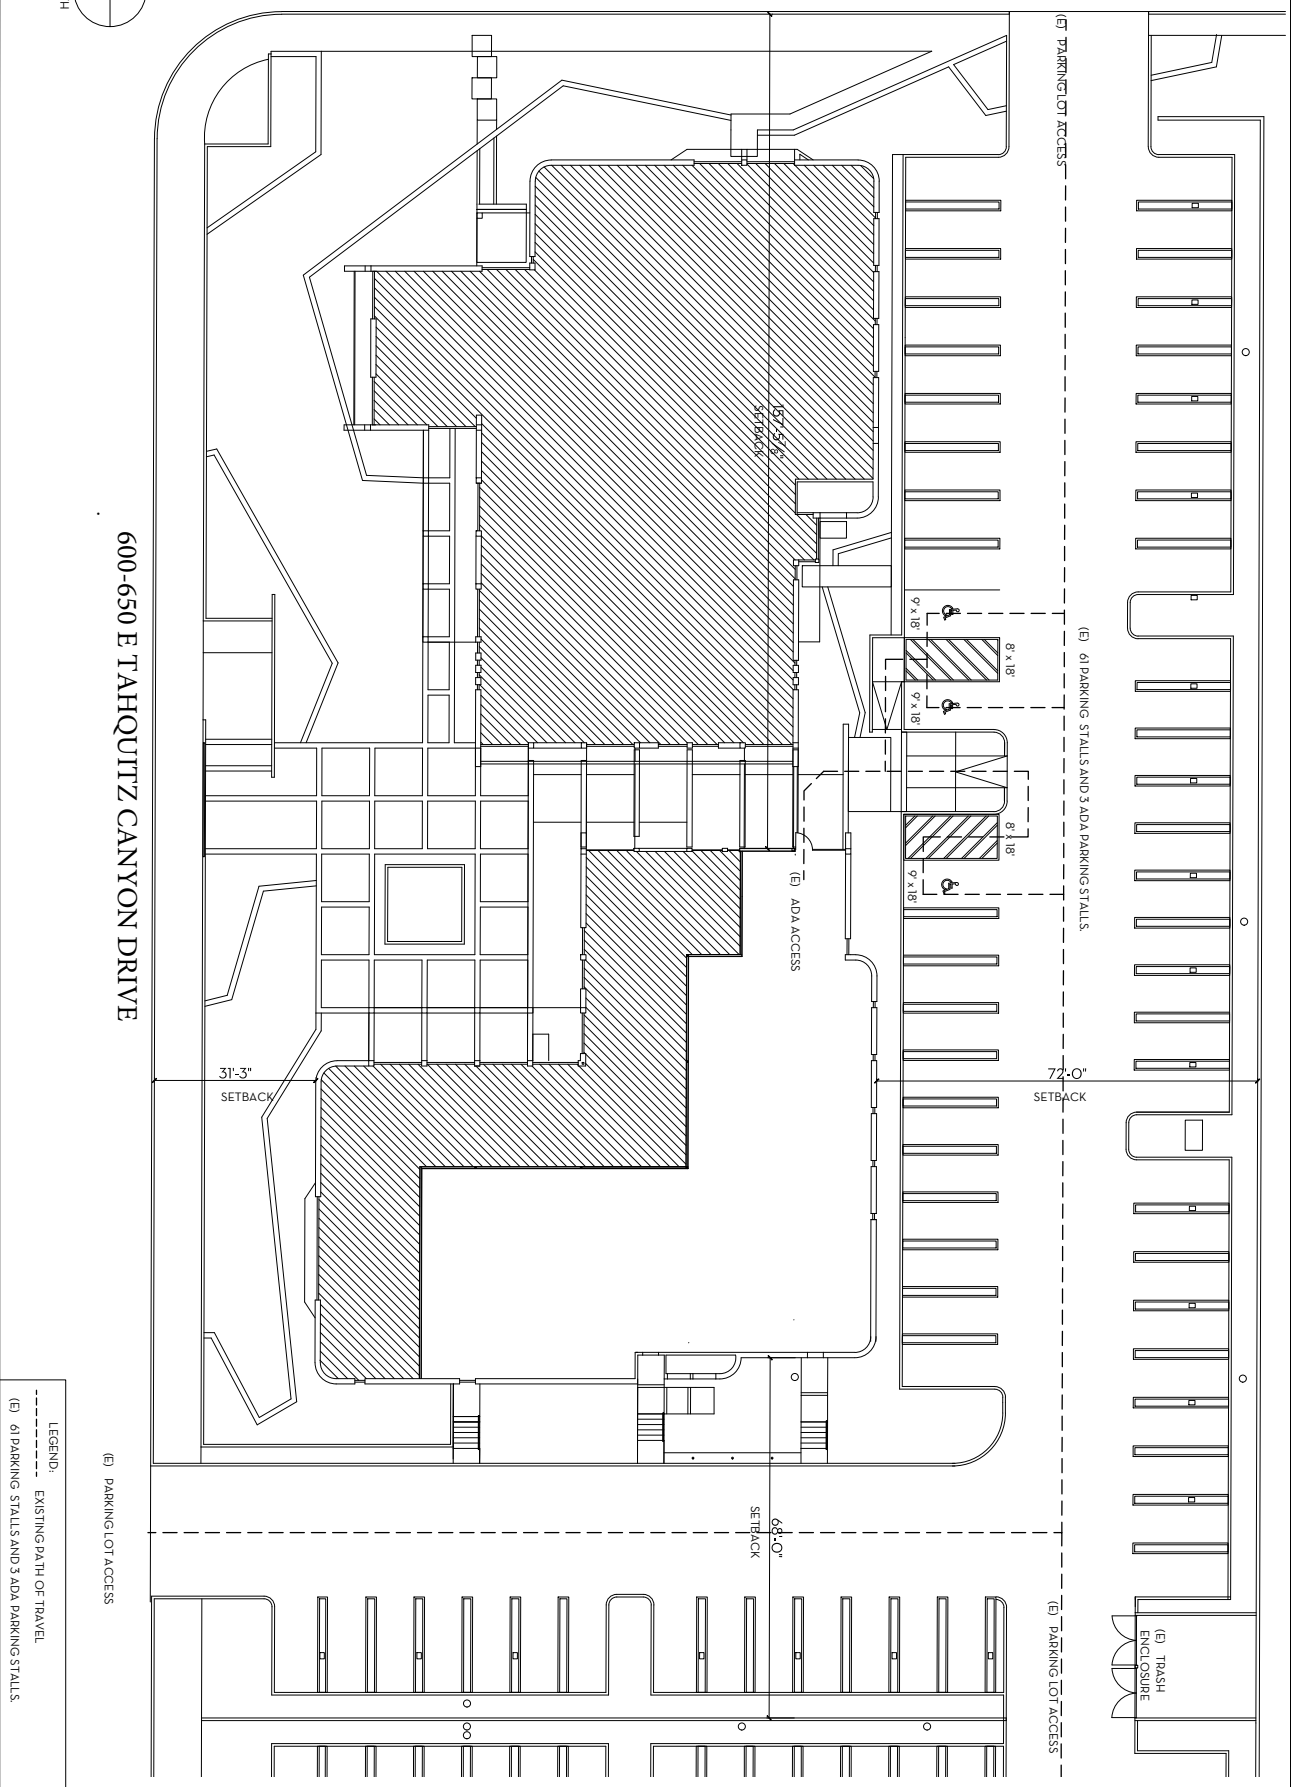 H
(E) PARKING LOT ACCESS
157'-5⅞"
SETBACK
9' x 18'
8' x 18'
9' x 18'
(E) 61 PARKING STALLS AND 3 ADA PARKING STALLS.
8' x 18'
9' x 18'
(E) ADA ACCESS
600-650 E TAHQUITZ CANYON DRIVE
31'-3"
SETBACK
72'-0"
SETBACK
68'-0"
SETBACK
(E) PARKING LOT ACCESS
(E) PARKING LOT ACCESS
(E) TRASH
ENCLOSURE
LEGEND:
EXISTING PATH OF TRAVEL
(E) 61 PARKING STALLS AND 3 ADA PARKING STALLS.